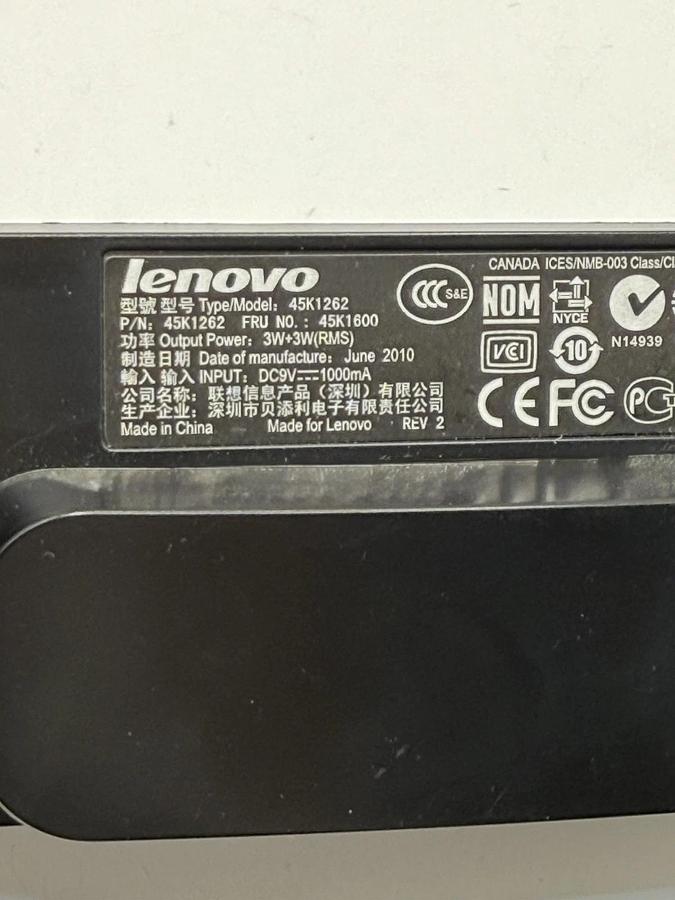 lenovo
型號 型号 Type/Model: 45K1262
P/N: 45K1262 FRU NO.: 45K1600
功率 Output Power: 3W+3W(RMS)
制造日期 Date of manufacture: June 2010
輸入 输入 INPUT: DC9V⎓1000mA
公司名称: 联想信息产品（深圳）有限公司
生产企业: 深圳市贝添利电子有限责任公司
Made in China Made for Lenovo REV 2
CCC S&E
CANADA ICES/NMB-003 Class/Cl
NOM NYCE N14939
VCI 10
CE FC PCT